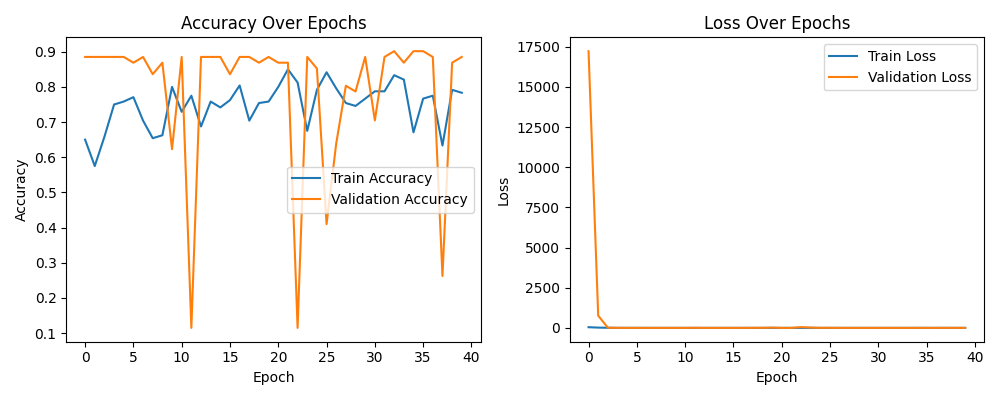 Accuracy Over Epochs
Accuracy
0.9
0.8
0.7
0.6
0.5
0.4
0.3
0.2
0.1
Train Accuracy
Validation Accuracy
0 5 10 15 20 25 30 35 40
Epoch
Loss Over Epochs
Loss
17500
15000
12500
10000
7500
5000
2500
0
Train Loss
Validation Loss
0 5 10 15 20 25 30 35 40
Epoch